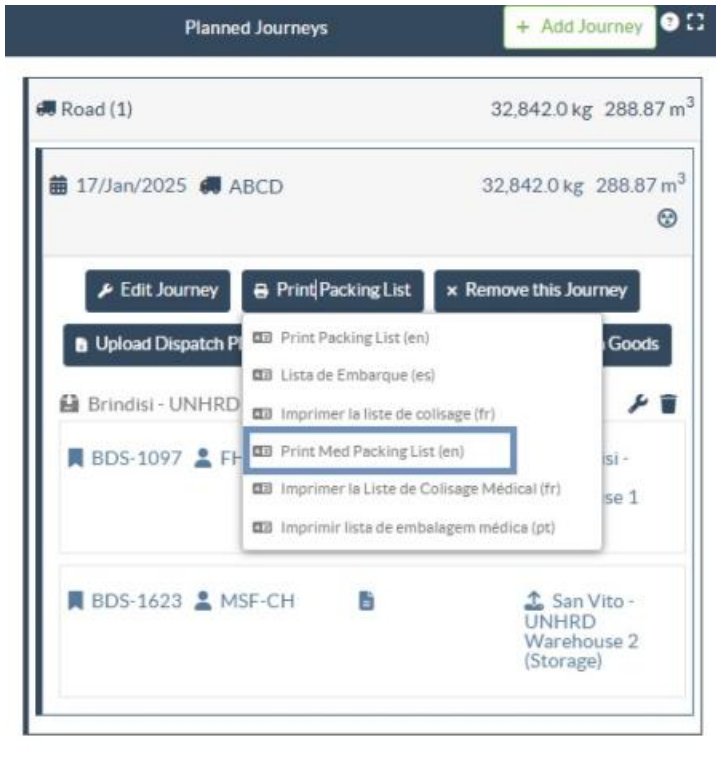 Planned Journeys
+ Add Journey
Road (1) 32,842.0 kg 288.87 m³
17/Jan/2025 ABCD 32,842.0 kg 288.87 m³
Edit Journey Print Packing List × Remove this Journey
Upload Dispatch Goods
Print Packing List (en)
Lista de Embarque (es)
Brindisi - UNHRD
Imprimer la liste de colisage (fr)
BDS-1097
Print Med Packing List (en)
Imprimer la Liste de Colisage Médical (fr)
Imprimir lista de embalagem médica (pt)
BDS-1623 MSF-CH San Vito -
UNHRD
Warehouse 2
(Storage)